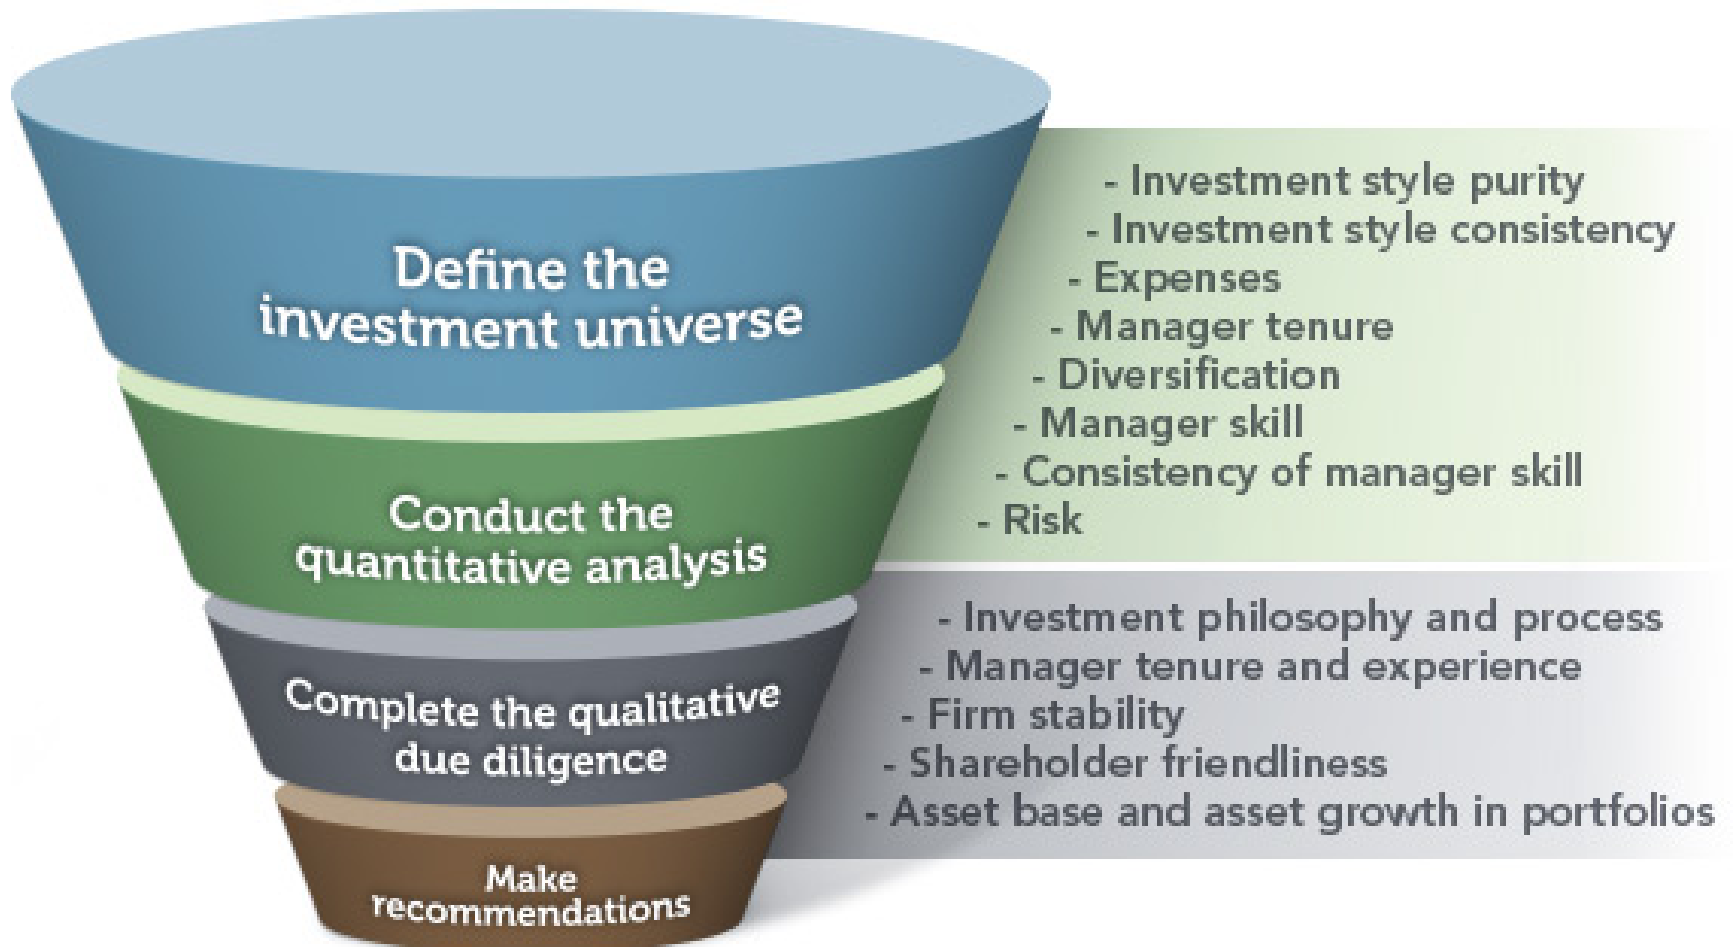 Define the
investment universe
Conduct the
quantitative analysis
Complete the qualitative
due diligence
Make
recommendations
- Investment style purity
- Investment style consistency
- Expenses
- Manager tenure
- Diversification
- Manager skill
- Consistency of manager skill
- Risk
- Investment philosophy and process
- Manager tenure and experience
- Firm stability
- Shareholder friendliness
- Asset base and asset growth in portfolios